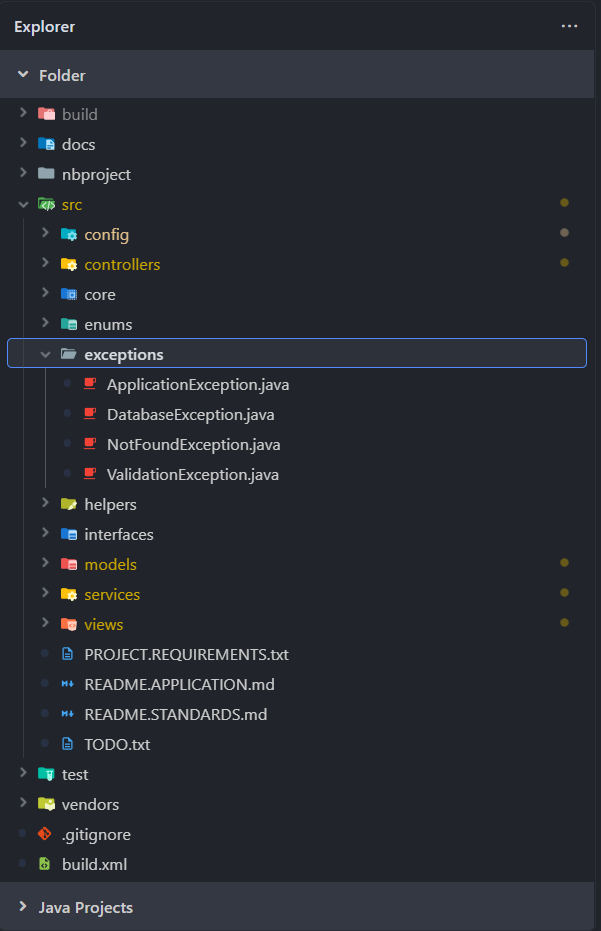 Explorer
Folder
build
docs
nbproject
src
config
controllers
core
enums
exceptions
ApplicationException.java
DatabaseException.java
NotFoundException.java
ValidationException.java
helpers
interfaces
models
services
views
PROJECT.REQUIREMENTS.txt
README.APPLICATION.md
README.STANDARDS.md
TODO.txt
test
vendors
.gitignore
build.xml
Java Projects